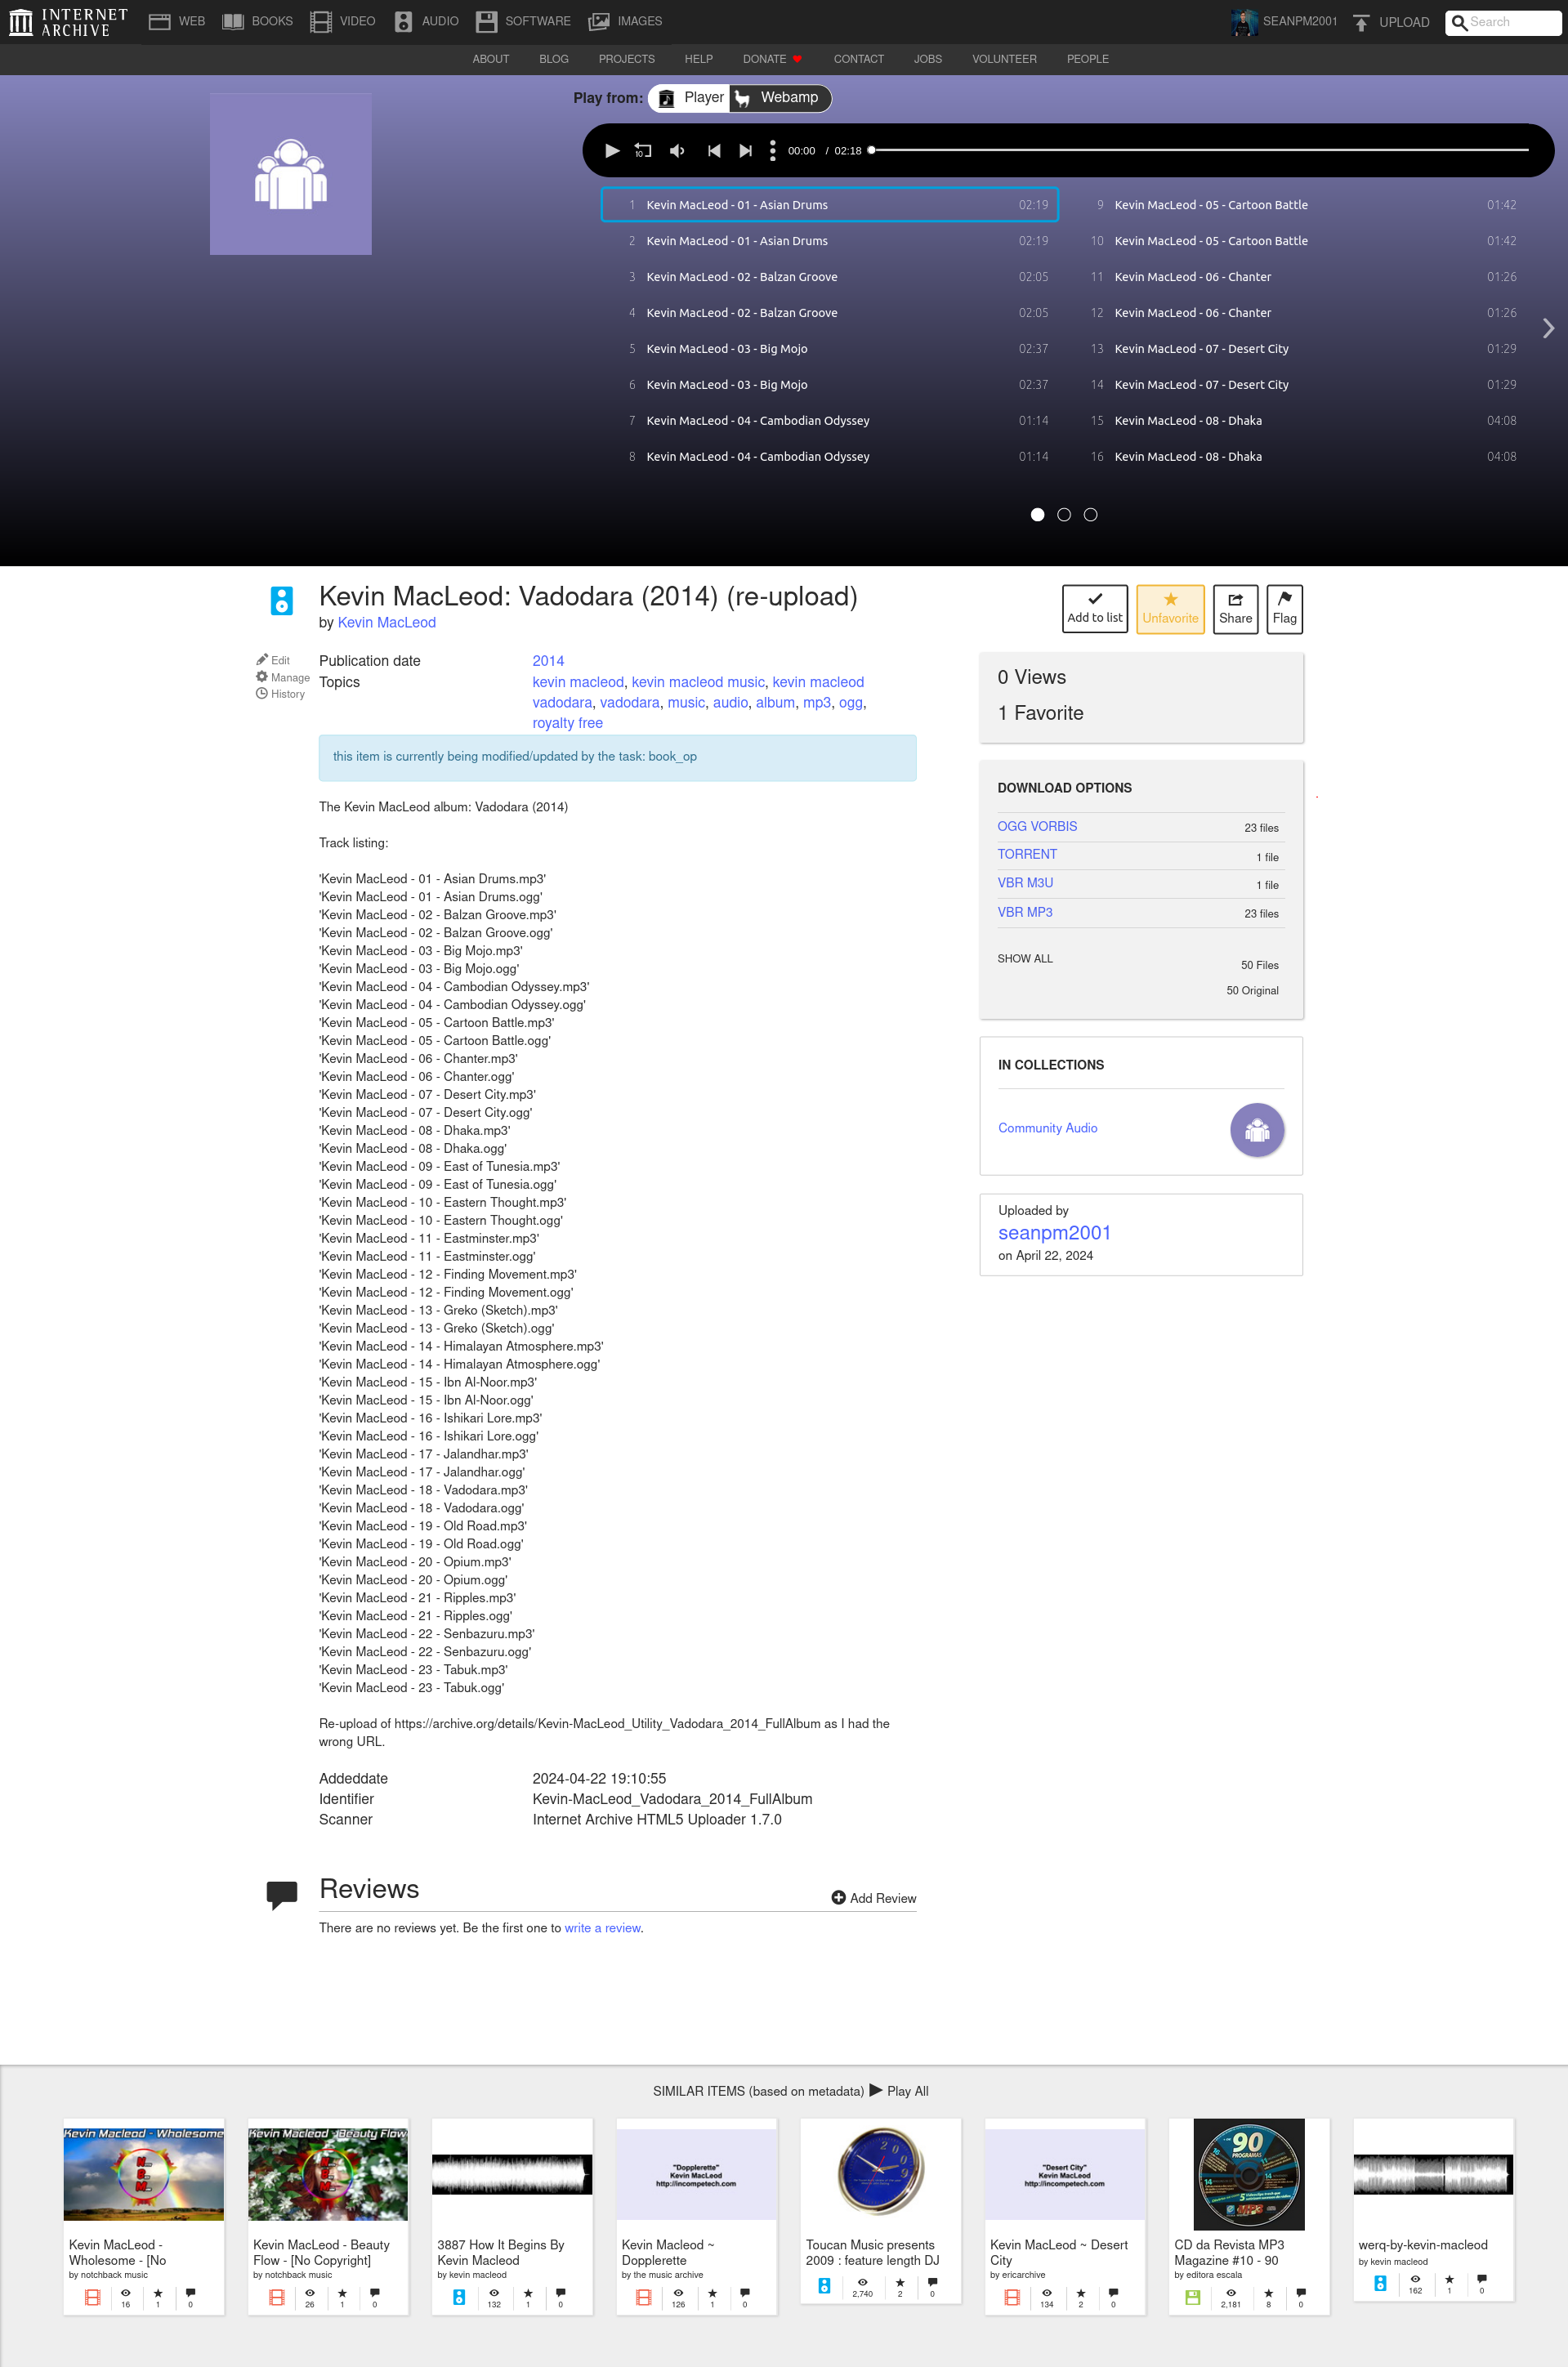 INTERNET ARCHIVE
WEB BOOKS VIDEO AUDIO SOFTWARE IMAGES SEANPM2001 UPLOAD Search
ABOUT BLOG PROJECTS HELP DONATE CONTACT JOBS VOLUNTEER PEOPLE
Play from: Player Webamp
10 00:00 / 02:18
1 Kevin MacLeod - 01 - Asian Drums 02:19
2 Kevin MacLeod - 01 - Asian Drums 02:19
3 Kevin MacLeod - 02 - Balzan Groove 02:05
4 Kevin MacLeod - 02 - Balzan Groove 02:05
5 Kevin MacLeod - 03 - Big Mojo 02:37
6 Kevin MacLeod - 03 - Big Mojo 02:37
7 Kevin MacLeod - 04 - Cambodian Odyssey 01:14
8 Kevin MacLeod - 04 - Cambodian Odyssey 01:14
9 Kevin MacLeod - 05 - Cartoon Battle 01:42
10 Kevin MacLeod - 05 - Cartoon Battle 01:42
11 Kevin MacLeod - 06 - Chanter 01:26
12 Kevin MacLeod - 06 - Chanter 01:26
13 Kevin MacLeod - 07 - Desert City 01:29
14 Kevin MacLeod - 07 - Desert City 01:29
15 Kevin MacLeod - 08 - Dhaka 04:08
16 Kevin MacLeod - 08 - Dhaka 04:08
Kevin MacLeod: Vadodara (2014) (re-upload)
by Kevin MacLeod
Add to list Unfavorite Share Flag
Edit
Manage
History
Publication date 2014
Topics kevin macleod, kevin macleod music, kevin macleod
vadodara, vadodara, music, audio, album, mp3, ogg,
royalty free
this item is currently being modified/updated by the task: book_op
The Kevin MacLeod album: Vadodara (2014)
Track listing:
'Kevin MacLeod - 01 - Asian Drums.mp3'
'Kevin MacLeod - 01 - Asian Drums.ogg'
'Kevin MacLeod - 02 - Balzan Groove.mp3'
'Kevin MacLeod - 02 - Balzan Groove.ogg'
'Kevin MacLeod - 03 - Big Mojo.mp3'
'Kevin MacLeod - 03 - Big Mojo.ogg'
'Kevin MacLeod - 04 - Cambodian Odyssey.mp3'
'Kevin MacLeod - 04 - Cambodian Odyssey.ogg'
'Kevin MacLeod - 05 - Cartoon Battle.mp3'
'Kevin MacLeod - 05 - Cartoon Battle.ogg'
'Kevin MacLeod - 06 - Chanter.mp3'
'Kevin MacLeod - 06 - Chanter.ogg'
'Kevin MacLeod - 07 - Desert City.mp3'
'Kevin MacLeod - 07 - Desert City.ogg'
'Kevin MacLeod - 08 - Dhaka.mp3'
'Kevin MacLeod - 08 - Dhaka.ogg'
'Kevin MacLeod - 09 - East of Tunesia.mp3'
'Kevin MacLeod - 09 - East of Tunesia.ogg'
'Kevin MacLeod - 10 - Eastern Thought.mp3'
'Kevin MacLeod - 10 - Eastern Thought.ogg'
'Kevin MacLeod - 11 - Eastminster.mp3'
'Kevin MacLeod - 11 - Eastminster.ogg'
'Kevin MacLeod - 12 - Finding Movement.mp3'
'Kevin MacLeod - 12 - Finding Movement.ogg'
'Kevin MacLeod - 13 - Greko (Sketch).mp3'
'Kevin MacLeod - 13 - Greko (Sketch).ogg'
'Kevin MacLeod - 14 - Himalayan Atmosphere.mp3'
'Kevin MacLeod - 14 - Himalayan Atmosphere.ogg'
'Kevin MacLeod - 15 - Ibn Al-Noor.mp3'
'Kevin MacLeod - 15 - Ibn Al-Noor.ogg'
'Kevin MacLeod - 16 - Ishikari Lore.mp3'
'Kevin MacLeod - 16 - Ishikari Lore.ogg'
'Kevin MacLeod - 17 - Jalandhar.mp3'
'Kevin MacLeod - 17 - Jalandhar.ogg'
'Kevin MacLeod - 18 - Vadodara.mp3'
'Kevin MacLeod - 18 - Vadodara.ogg'
'Kevin MacLeod - 19 - Old Road.mp3'
'Kevin MacLeod - 19 - Old Road.ogg'
'Kevin MacLeod - 20 - Opium.mp3'
'Kevin MacLeod - 20 - Opium.ogg'
'Kevin MacLeod - 21 - Ripples.mp3'
'Kevin MacLeod - 21 - Ripples.ogg'
'Kevin MacLeod - 22 - Senbazuru.mp3'
'Kevin MacLeod - 22 - Senbazuru.ogg'
'Kevin MacLeod - 23 - Tabuk.mp3'
'Kevin MacLeod - 23 - Tabuk.ogg'
Re-upload of https://archive.org/details/Kevin-MacLeod_Utility_Vadodara_2014_FullAlbum as I had the
wrong URL.
Addeddate 2024-04-22 19:10:55
Identifier Kevin-MacLeod_Vadodara_2014_FullAlbum
Scanner Internet Archive HTML5 Uploader 1.7.0
0 Views
1 Favorite
DOWNLOAD OPTIONS
OGG VORBIS 23 files
TORRENT 1 file
VBR M3U 1 file
VBR MP3 23 files
SHOW ALL 50 Files
50 Original
IN COLLECTIONS
Community Audio
Uploaded by
seanpm2001
on April 22, 2024
Reviews
Add Review
There are no reviews yet. Be the first one to write a review.
SIMILAR ITEMS (based on metadata) Play All
Kevin Macleod - Wholesome
Kevin MacLeod -
Wholesome - [No
by notchback music
16 1 0
Kevin Macleod - Beauty Flow
Kevin MacLeod - Beauty
Flow - [No Copyright]
by notchback music
26 1 0
3887 How It Begins By
Kevin Macleod
by kevin macleod
132 1 0
"Dopplerette"
Kevin MacLeod
http://incompetech.com
Kevin Macleod ~
Dopplerette
by the music archive
126 1 0
2009
Toucan Music presents
2009 : feature length DJ
2,740 2 0
"Desert City"
Kevin MacLeod
http://incompetech.com
Kevin MacLeod ~ Desert
City
by ericarchive
134 2 0
90
PROGRAMAS
MP3
CD da Revista MP3
Magazine #10 - 90
by editora escala
2,181 8 0
werq-by-kevin-macleod
by kevin macleod
162 1 0